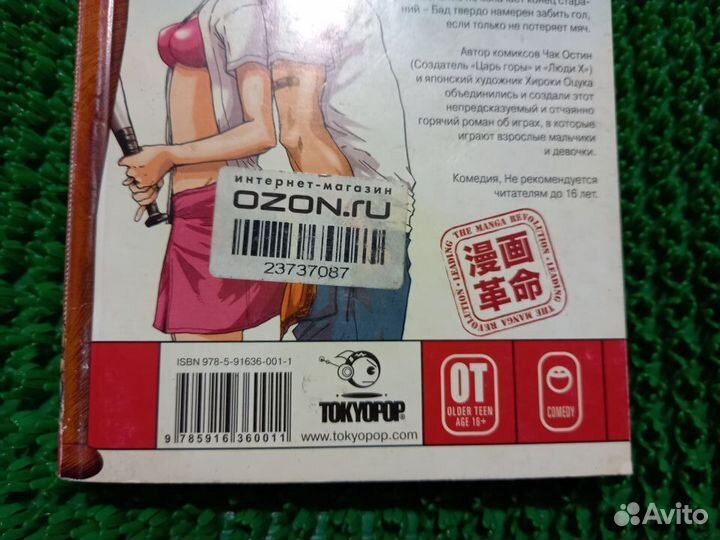 ний – Бад твердо намерен забить гол,
если только не потеряет мяч.
Автор комиксов Чак Остин
(Создатель «Царь горы» и «Люди X»)
и японский художник Хироки Оцука
объединились и создали этот
непредсказуемый и отчаянно
горячий роман об играх, в которые
играют взрослые мальчики
и девочки.
Комедия, Не рекомендуется
читателям до 16 лет.
интернет-магазин
OZON.ru
23737087
LEADING THE MANGA REVOLUTION · LEADING THE MANGA REVOLUTION ·
漫画
革命
ISBN 978-5-91636-001-1
9 785916 360011
TOKYOPOP
www.tokyopop.com
OT
OLDER TEEN
AGE 16+
COMEDY
Avito